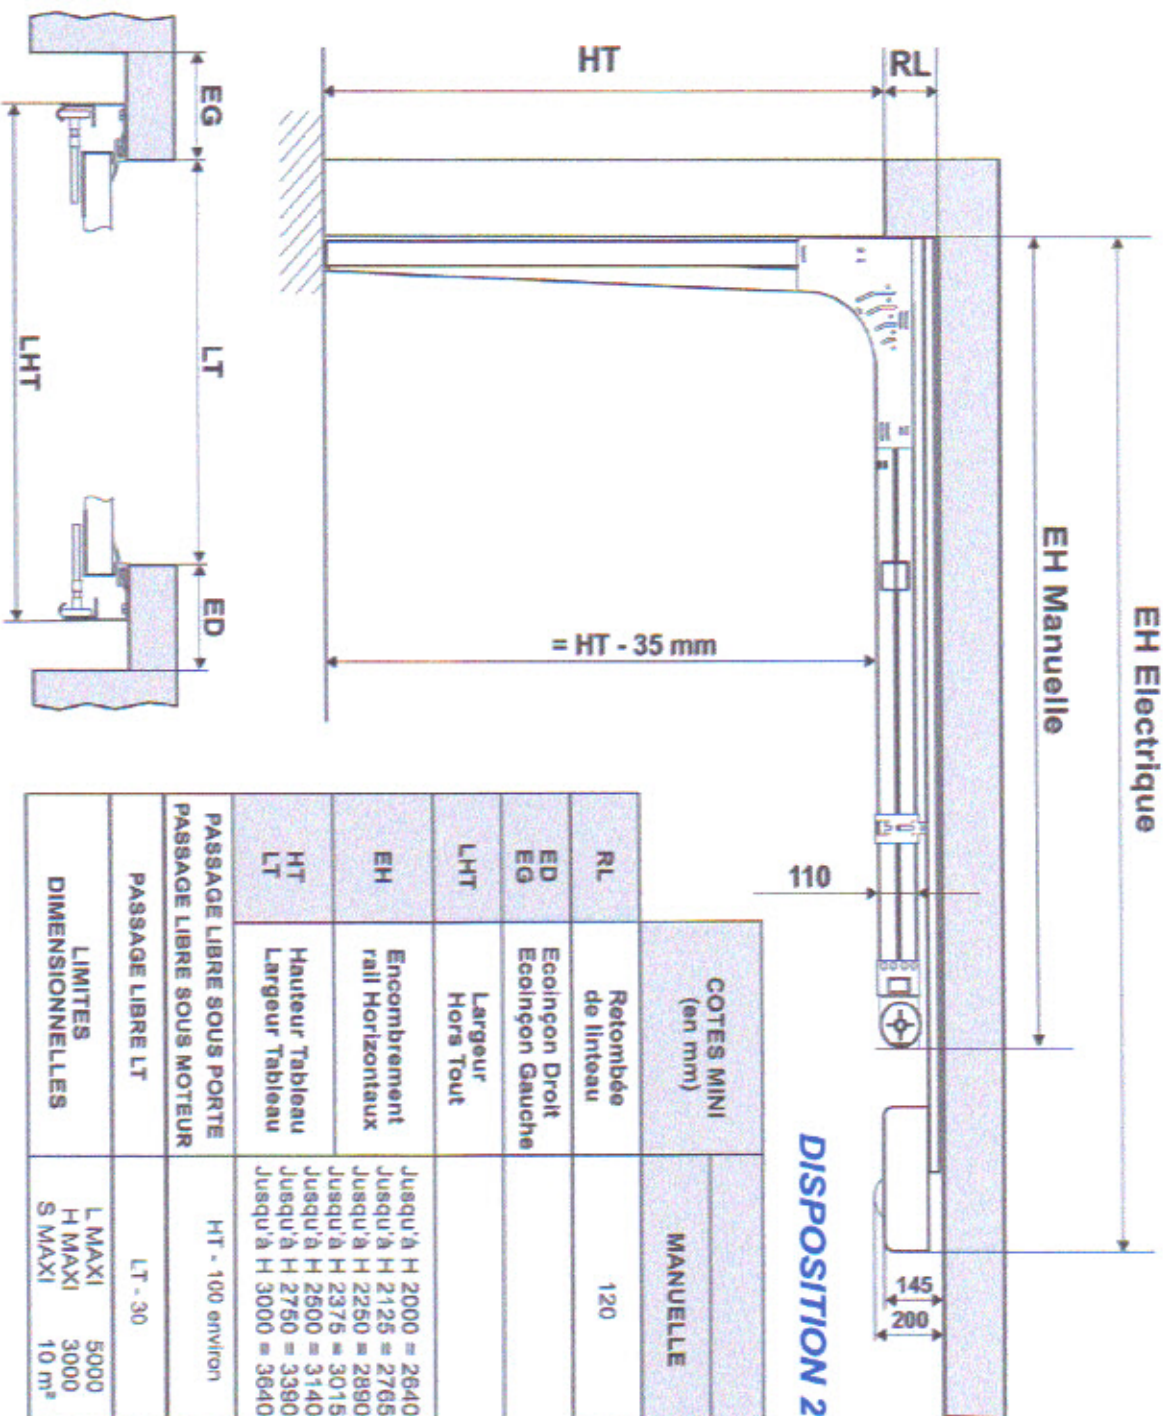 HT
RL
EG
LT
LHT
ED
EH Manuelle
EH Electrique
= HT - 35 mm
110
145
200
DISPOSITION 2
COTES MINI
(en mm)
MANUELLE
RL
Retombée
de linteau
120
ED
EG
Ecoinçon Droit
Ecoinçon Gauche
LHT
Largeur
Hors Tout
EH
Encombrement
rail Horizontaux
Jusqu'à H 2000 = 2640
Jusqu'à H 2125 = 2765
Jusqu'à H 2250 = 2890
Jusqu'à H 2375 = 3015
Jusqu'à H 2500 = 3140
Jusqu'à H 2750 = 3390
Jusqu'à H 3000 = 3640
HT
LT
Hauteur Tableau
Largeur Tableau
PASSAGE LIBRE SOUS PORTE
PASSAGE LIBRE SOUS MOTEUR
HT - 100 environ
PASSAGE LIBRE LT
LT - 30
LIMITES
DIMENSIONNELLES
L MAXI 5000
H MAXI 3000
S MAXI 10 m²